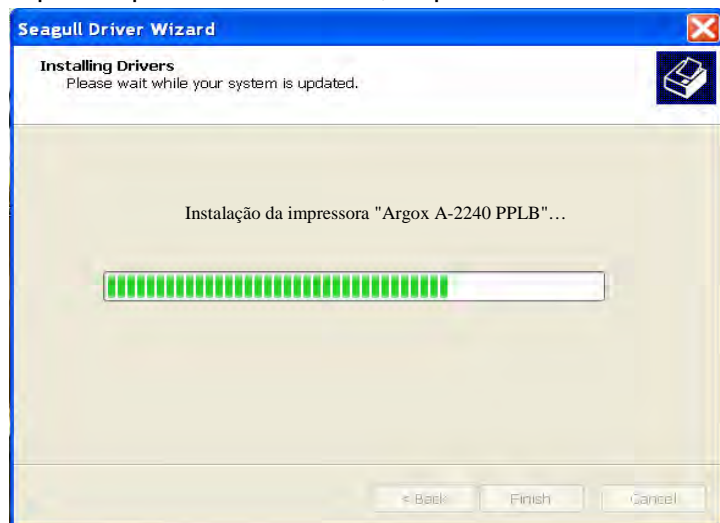 Seagull Driver Wizard
Installing Drivers
Please wait while your system is updated.
Instalação da impressora "Argox A-2240 PPLB"…
< Back Finish Cancel